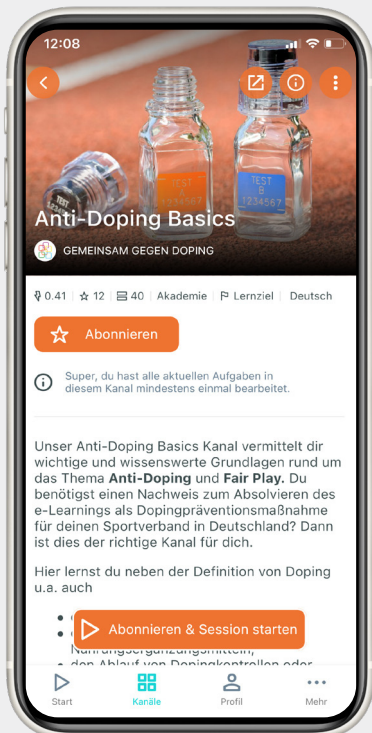 12:08
TEST
A
1234567
TEST
B
1234567
TEST
Anti-Doping Basics
GEMEINSAM GEGEN DOPING
0.41 12 40 Akademie Lernziel Deutsch
Abonnieren
Super, du hast alle aktuellen Aufgaben in
diesem Kanal mindestens einmal bearbeitet.
Unser Anti-Doping Basics Kanal vermittelt dir
wichtige und wissenswerte Grundlagen rund um
das Thema Anti-Doping und Fair Play. Du
benötigst einen Nachweis zum Absolvieren des
e-Learnings als Dopingpräventionsmaßnahme
für deinen Sportverband in Deutschland? Dann
ist dies der richtige Kanal für dich.
Hier lernst du neben der Definition von Doping
u.a. auch
Abonnieren & Session starten
Nahrungsergänzungsmitteln,
den Ablauf von Dopingkontrollen oder
Start Kanäle Profil Mehr